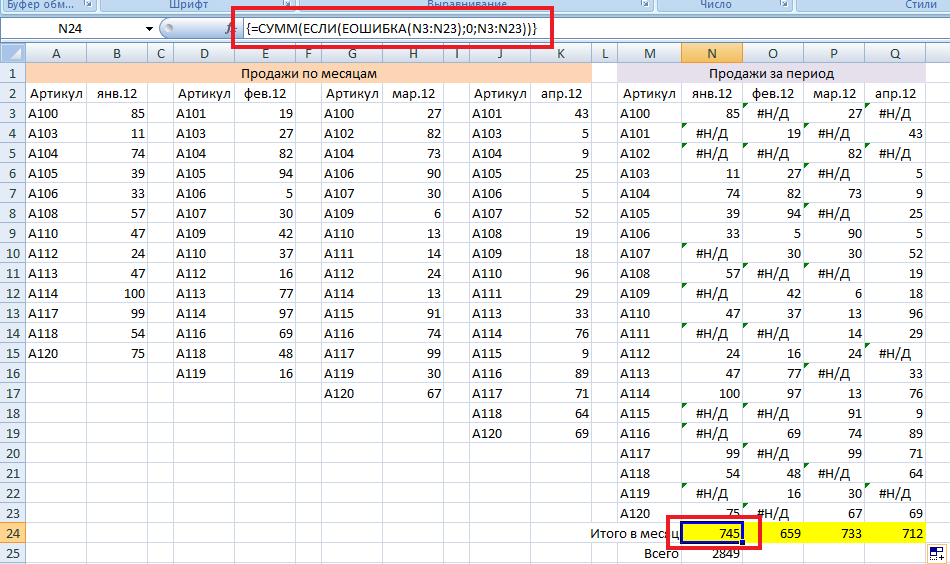 Буфер обм... Шрифт Выравнивание Число Стили
N24 fx {=СУММ(ЕСЛИ(ЕОШИБКА(N3:N23);0;N3:N23))}
A B C D E F G H I J K L M N O P Q
1 Продажи по месяцам Продажи за период
2 Артикул янв.12 Артикул фев.12 Артикул мар.12 Артикул апр.12 Артикул янв.12 фев.12 мар.12 апр.12
3 A100 85 A101 19 A100 27 A101 43 A100 85 #Н/Д 27 #Н/Д
4 A103 11 A103 27 A102 82 A103 5 A101 #Н/Д 19 #Н/Д 43
5 A104 74 A104 82 A104 73 A104 9 A102 #Н/Д #Н/Д 82 #Н/Д
6 A105 39 A105 94 A106 90 A105 25 A103 11 27 #Н/Д 5
7 A106 33 A106 5 A107 30 A106 5 A104 74 82 73 9
8 A108 57 A107 30 A109 6 A107 52 A105 39 94 #Н/Д 25
9 A110 47 A109 42 A110 13 A108 19 A106 33 5 90 5
10 A112 24 A110 37 A111 14 A109 18 A107 #Н/Д 30 30 52
11 A113 47 A112 16 A112 24 A110 96 A108 57 #Н/Д #Н/Д 19
12 A114 100 A113 77 A114 13 A111 29 A109 #Н/Д 42 6 18
13 A117 99 A114 97 A115 91 A113 33 A110 47 37 13 96
14 A118 54 A116 69 A116 74 A114 76 A111 #Н/Д #Н/Д 14 29
15 A120 75 A118 48 A117 99 A115 9 A112 24 16 24 #Н/Д
16 A119 16 A119 30 A116 89 A113 47 77 #Н/Д 33
17 A120 67 A117 71 A114 100 97 13 76
18 A118 64 A115 #Н/Д #Н/Д 91 9
19 A120 69 A116 #Н/Д 69 74 89
20 A117 99 #Н/Д 99 71
21 A118 54 48 #Н/Д 64
22 A119 #Н/Д 16 30 #Н/Д
23 A120 75 #Н/Д 67 69
24 Итого в месяц 745 659 733 712
25 Всего 2849